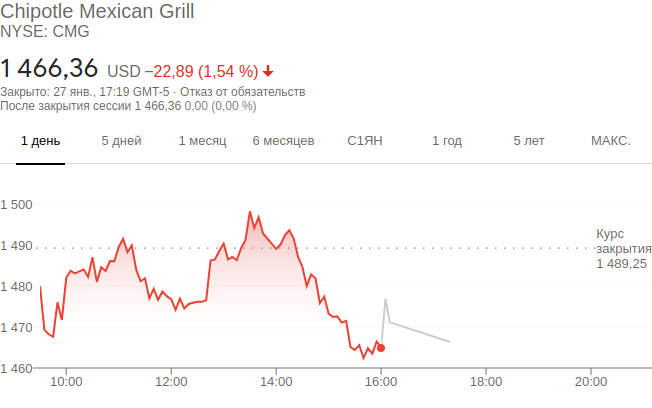 Chipotle Mexican Grill
NYSE: CMG
1 466,36 USD −22,89 (1,54 %)
Закрыто: 27 янв., 17:19 GMT-5 · Отказ от обязательств
После закрытия сессии 1 466,36 0,00 (0,00 %)
1 день 5 дней 1 месяц 6 месяцев С1ЯН 1 год 5 лет МАКС.
1 500
1 490
1 480
1 470
1 460
Курс
закрытия
1 489,25
10:00 12:00 14:00 16:00 18:00 20:00